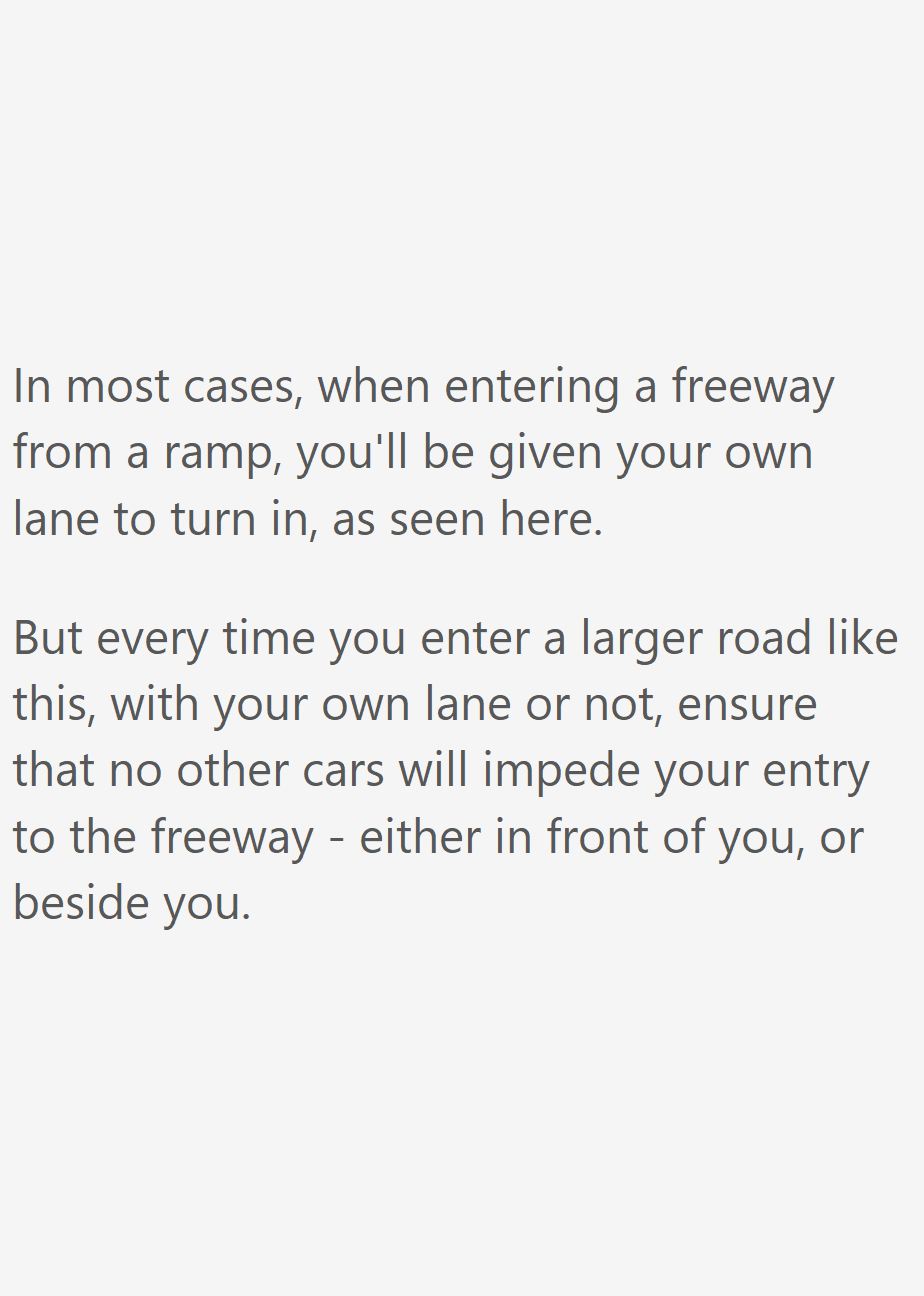 In most cases, when entering a freeway
from a ramp, you'll be given your own
lane to turn in, as seen here.
But every time you enter a larger road like
this, with your own lane or not, ensure
that no other cars will impede your entry
to the freeway - either in front of you, or
beside you.